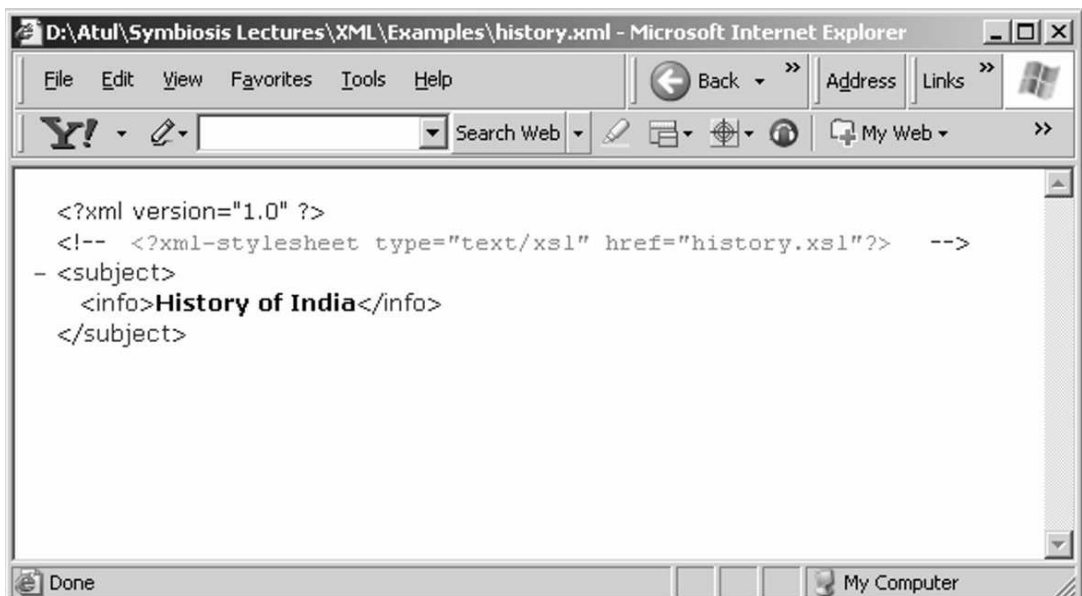 D:\Atul\Symbiosis Lectures\XML\Examples\history.xml - Microsoft Internet Explorer
File Edit View Favorites Tools Help Back » Address Links »
Y! Search Web My Web »
<?xml version="1.0" ?>
<!-- <?xml-stylesheet type="text/xsl" href="history.xsl"?> -->
- <subject>
<info>History of India</info>
</subject>
Done My Computer